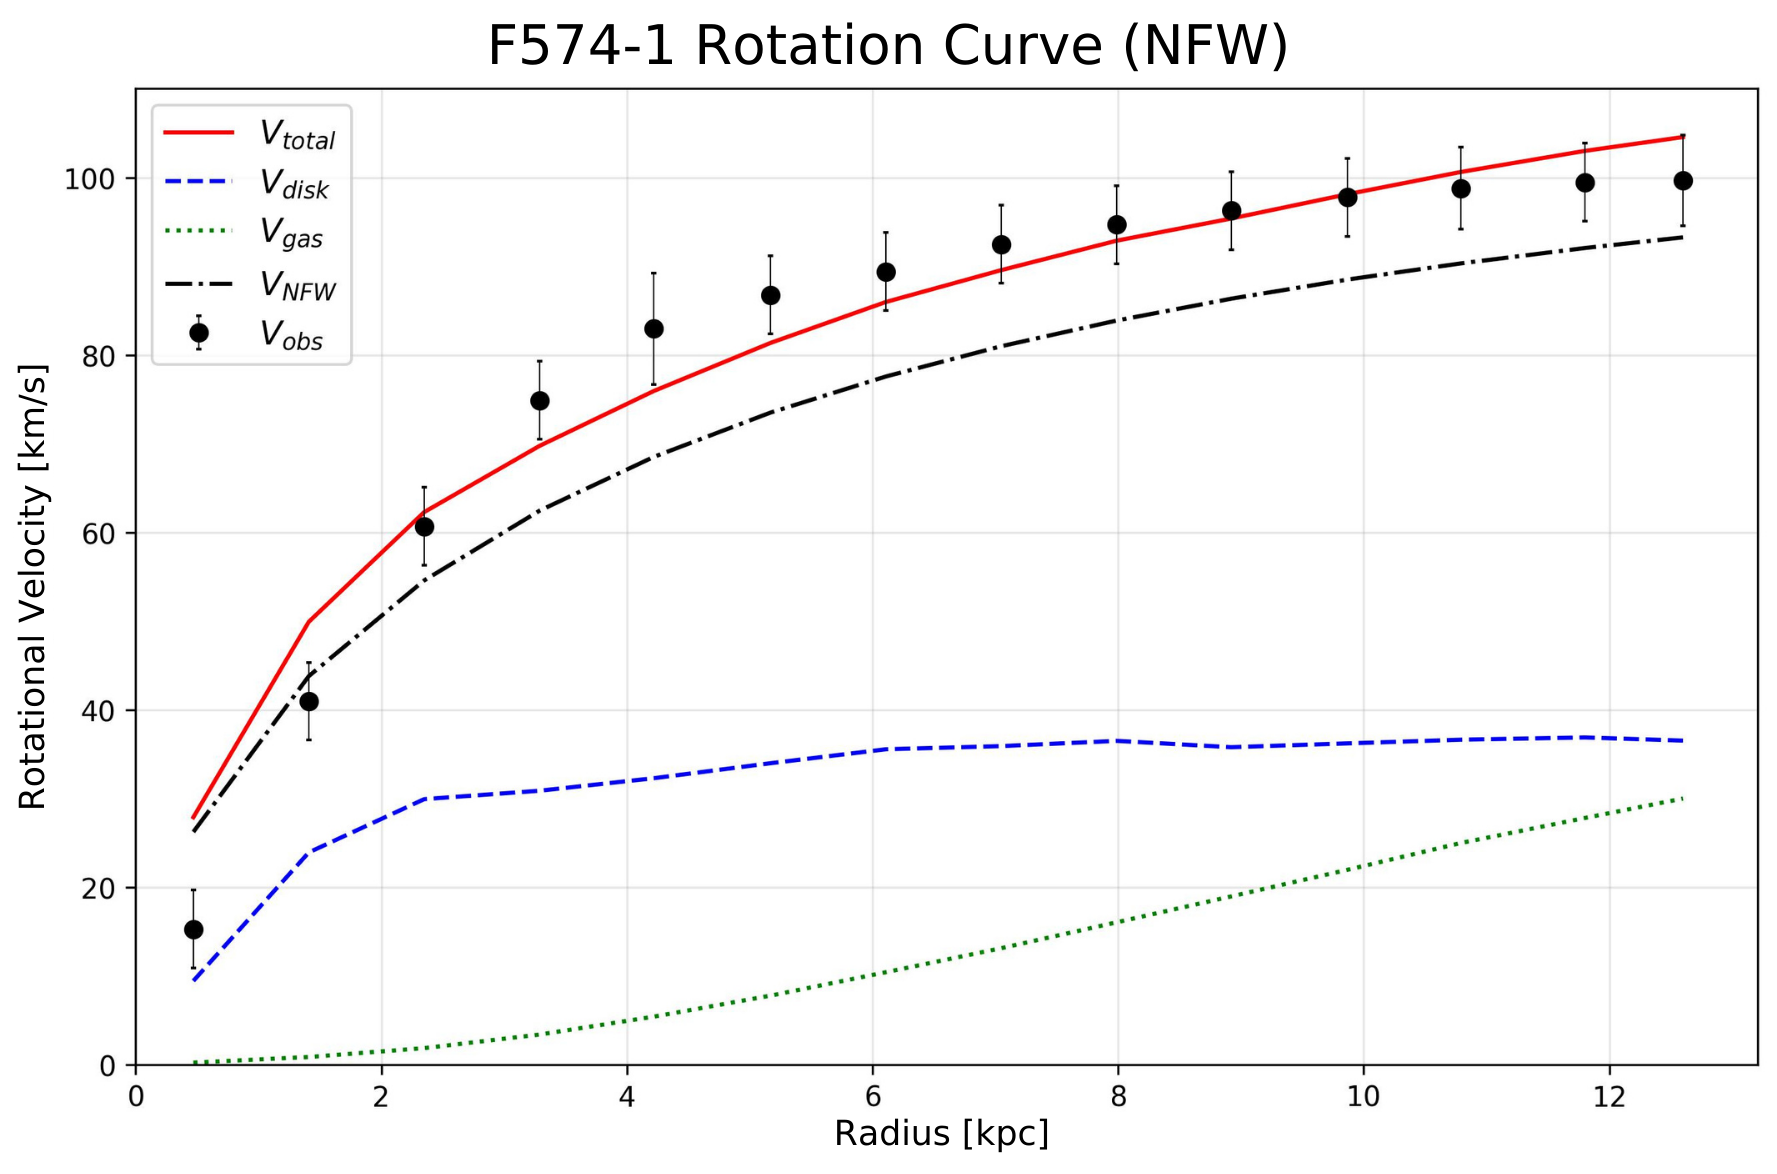 F574-1 Rotation Curve (NFW)
V_total
V_disk
V_gas
V_NFW
V_obs
100
80
60
40
20
0
Rotational Velocity [km/s]
0 2 4 6 8 10 12
Radius [kpc]